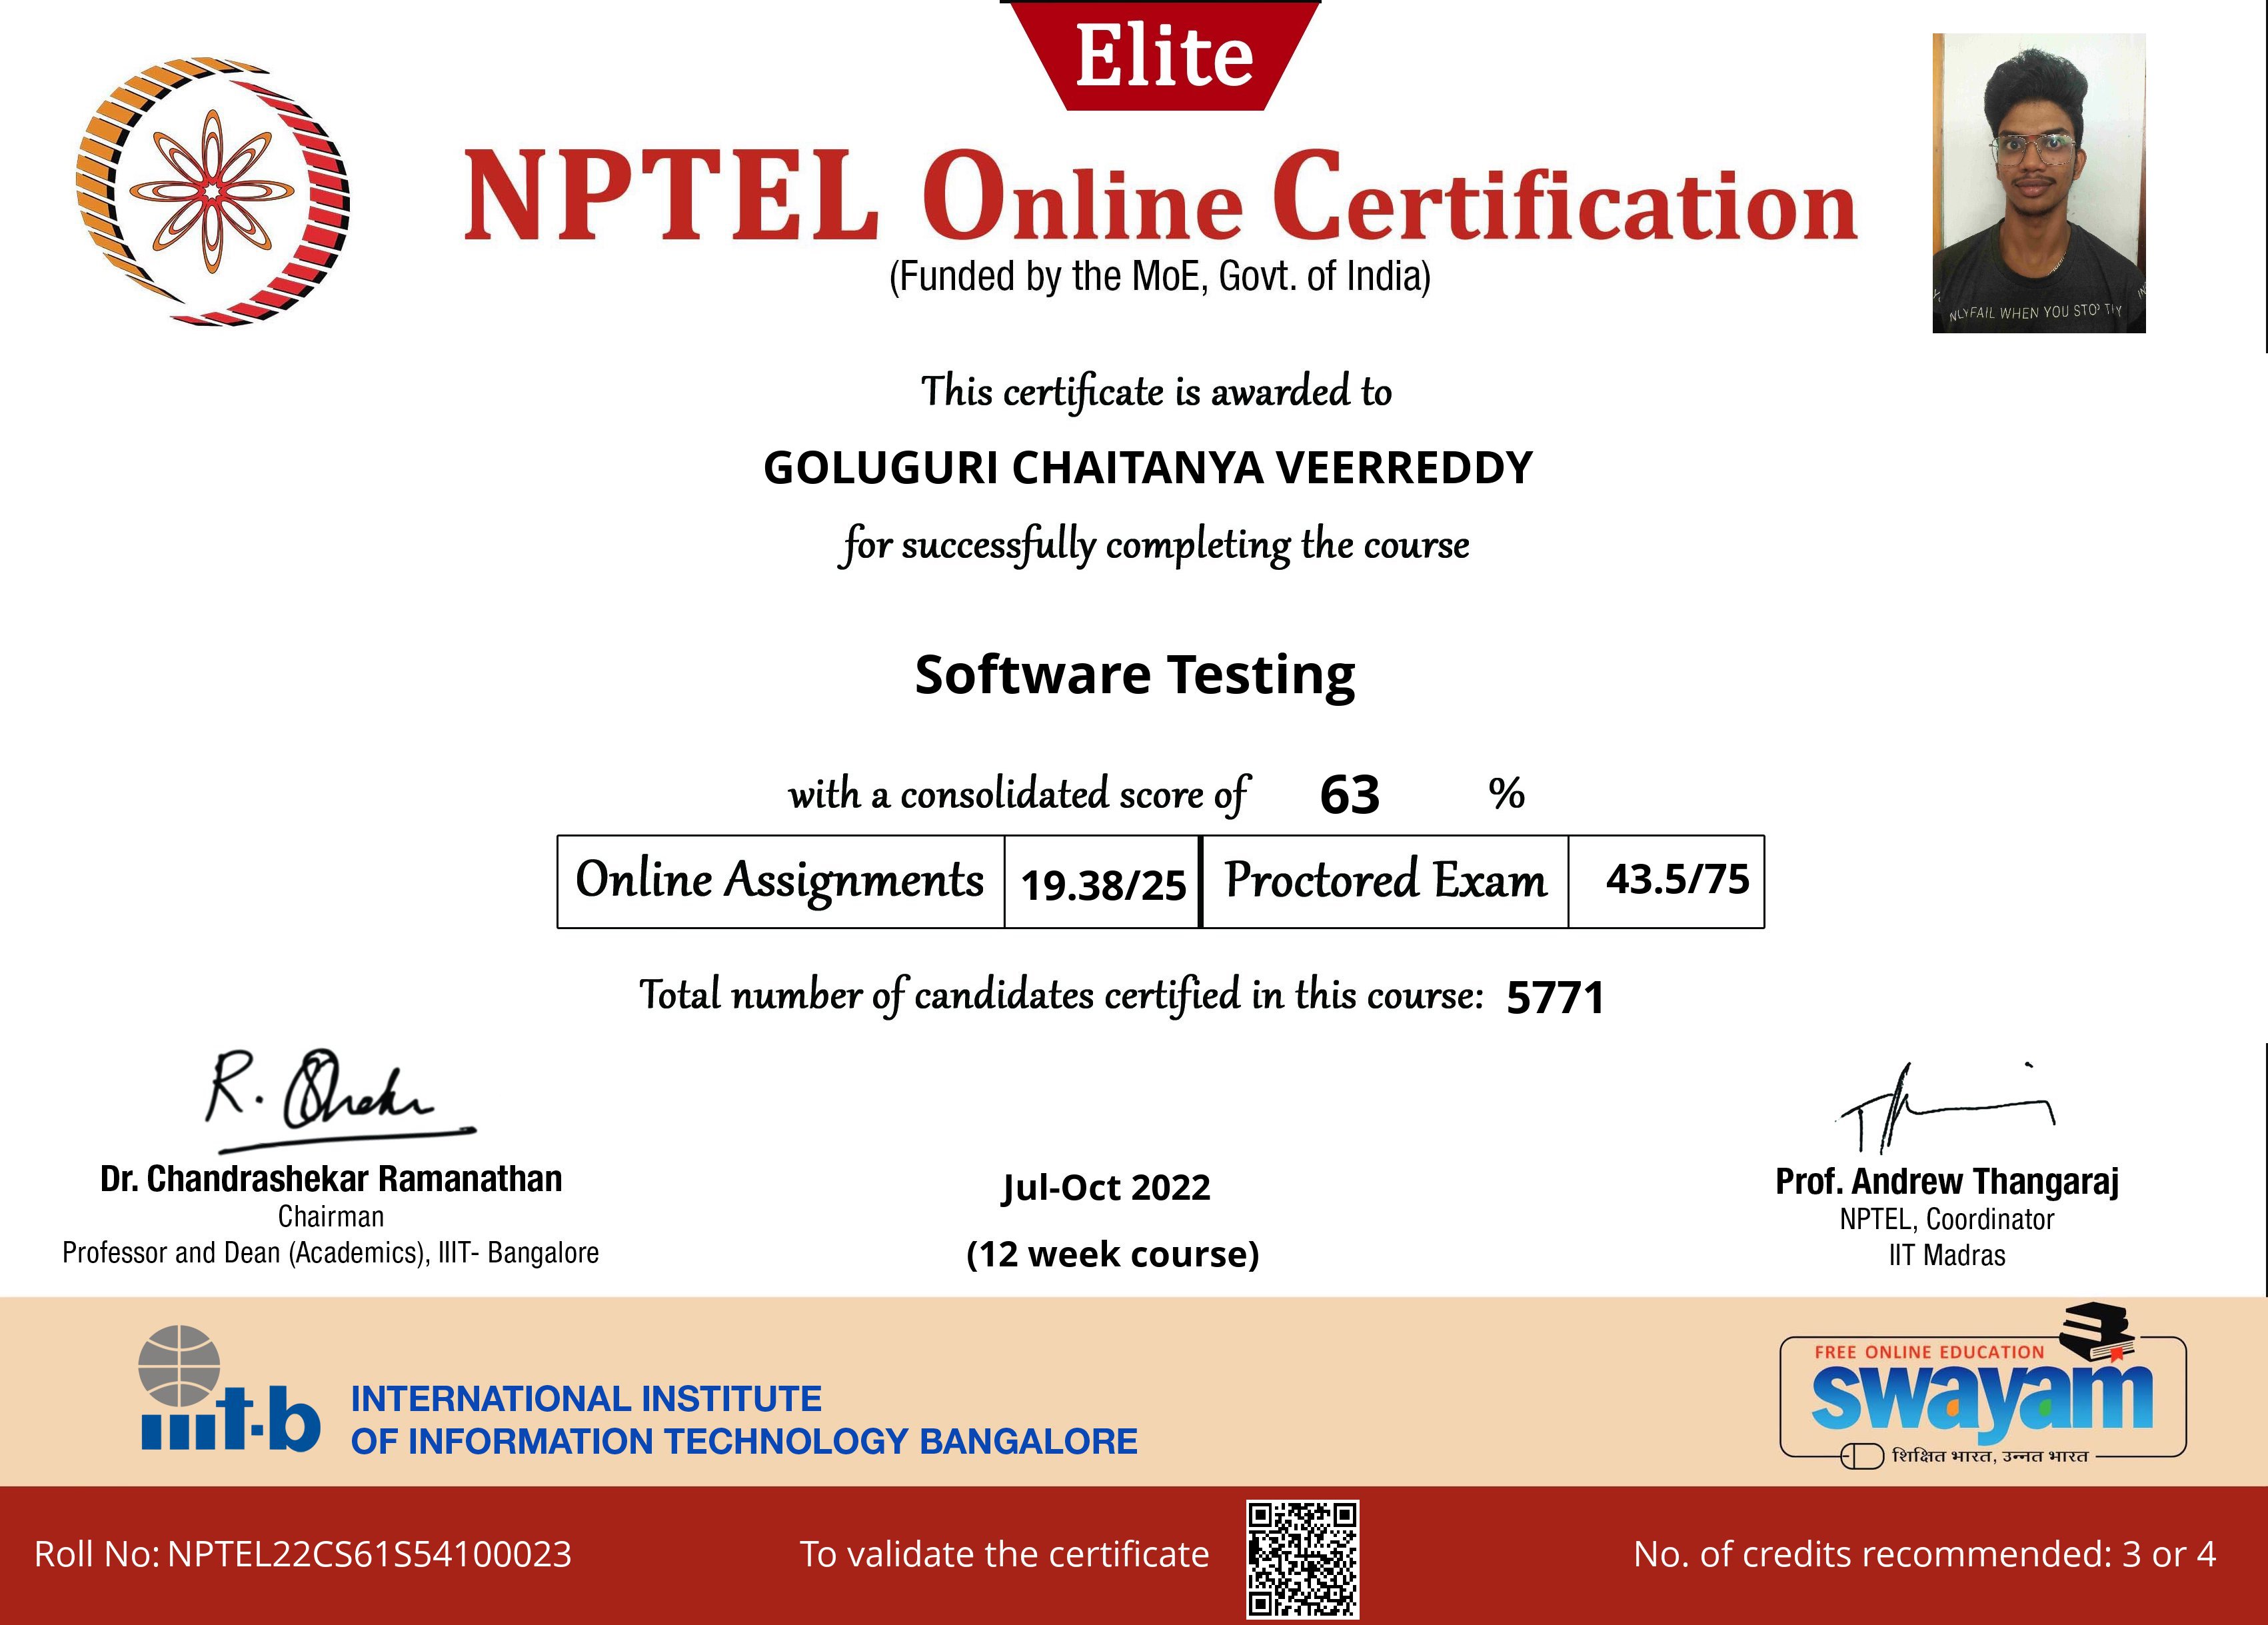 Elite
NPTEL Online Certification
(Funded by the MoE, Govt. of India)
NLY FAIL WHEN YOU STOP
This certificate is awarded to
GOLUGURI CHAITANYA VEERREDDY
for successfully completing the course
Software Testing
with a consolidated score of 63 %
Online Assignments 19.38/25 Proctored Exam 43.5/75
Total number of candidates certified in this course: 5771
R. Shekar
Dr. Chandrashekar Ramanathan
Chairman
Professor and Dean (Academics), IIIT- Bangalore
Jul-Oct 2022
(12 week course)
Prof. Andrew Thangaraj
NPTEL, Coordinator
IIT Madras
iiit-b
INTERNATIONAL INSTITUTE
OF INFORMATION TECHNOLOGY BANGALORE
FREE ONLINE EDUCATION
swayam
शिक्षित भारत, उन्नत भारत
Roll No: NPTEL22CS61S54100023
To validate the certificate
No. of credits recommended: 3 or 4